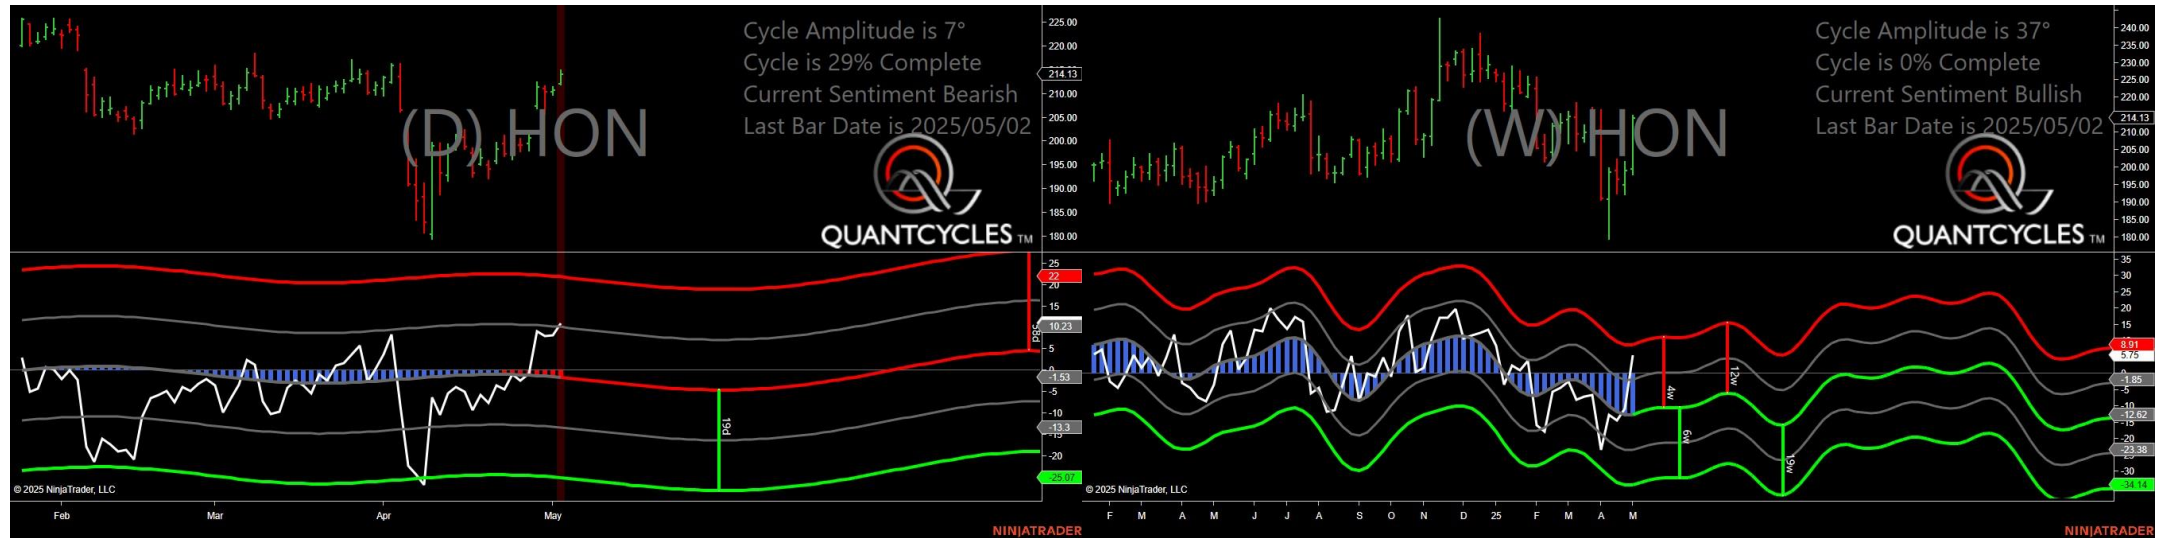 Cycle Amplitude is 7°
Cycle is 29% Complete
Current Sentiment Bearish
Last Bar Date is 2025/05/02
(D) HON
QUANTCYCLES TM
225.00
220.00
214.13
210.00
205.00
200.00
195.00
190.00
185.00
180.00
25
22
20
15
10.23
5
0
-1.53
-5
-10
-13.3
-15
-20
-25.07
58d
19d
© 2025 NinjaTrader, LLC
Feb Mar Apr May
NINJATRADER
Cycle Amplitude is 37°
Cycle is 0% Complete
Current Sentiment Bullish
Last Bar Date is 2025/05/02
(W) HON
QUANTCYCLES TM
240.00
235.00
230.00
225.00
220.00
214.13
210.00
205.00
200.00
195.00
190.00
185.00
180.00
35
30
25
20
15
8.91
5.75
0
-1.85
-5
-12.62
-15
-20
-23.38
-30
-34.14
4w
12w
6w
19w
© 2025 NinjaTrader, LLC
F M A M J J A S O N D 25 F M A M
NINJATRADER